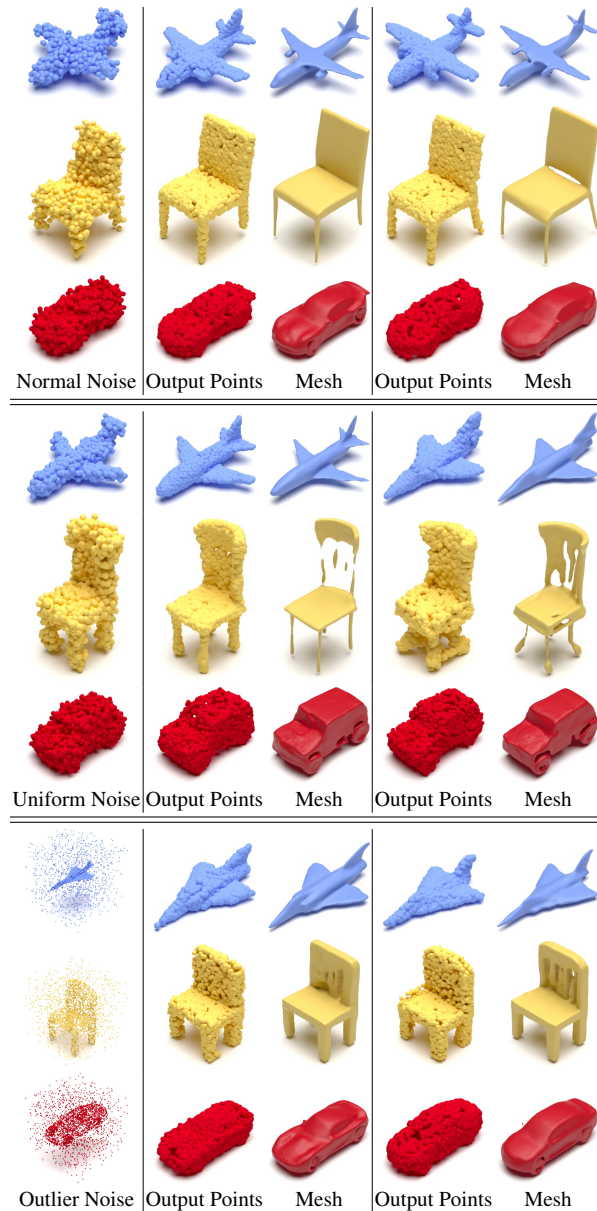 Normal Noise Output Points Mesh Output Points Mesh
Uniform Noise Output Points Mesh Output Points Mesh
Outlier Noise Output Points Mesh Output Points Mesh